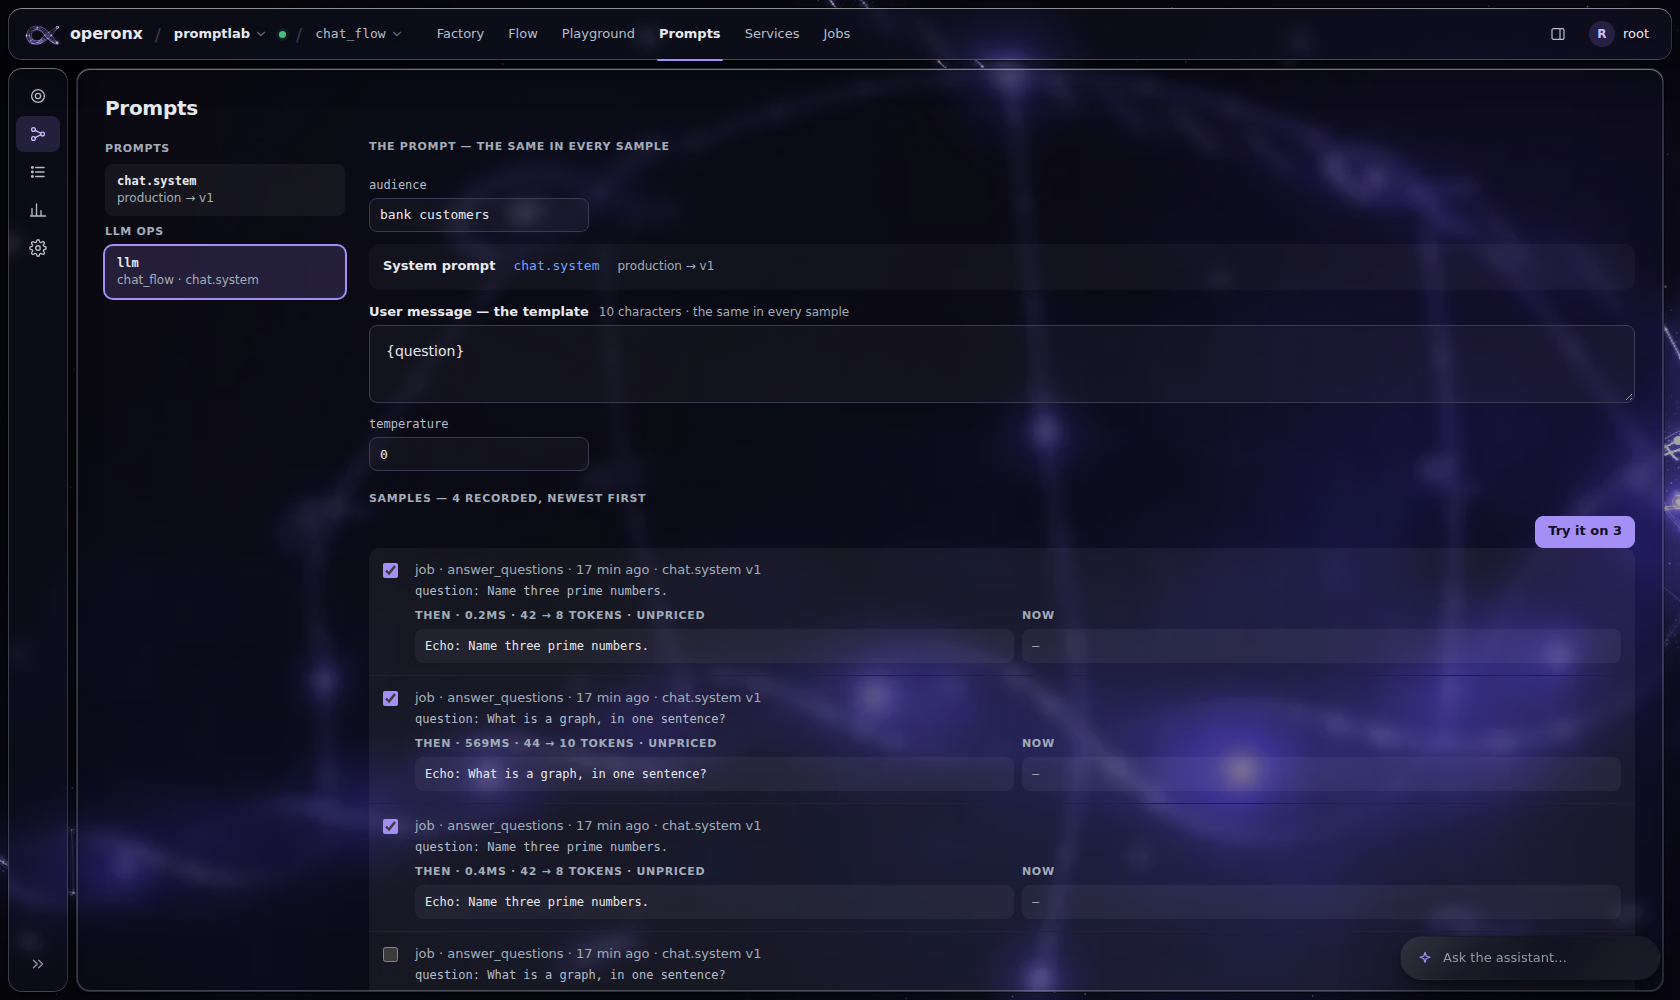 operonx / promptlab / chat_flow Factory Flow Playground Prompts Services Jobs R root
Prompts
PROMPTS
chat.system
production → v1
LLM OPS
llm
chat_flow · chat.system
THE PROMPT — THE SAME IN EVERY SAMPLE
audience
bank customers
System prompt chat.system production → v1
User message — the template 10 characters · the same in every sample
{question}
temperature
0
SAMPLES — 4 RECORDED, NEWEST FIRST
Try it on 3
job · answer_questions · 17 min ago · chat.system v1
question: Name three prime numbers.
THEN · 0.2MS · 42 → 8 TOKENS · UNPRICED NOW
Echo: Name three prime numbers. —
job · answer_questions · 17 min ago · chat.system v1
question: What is a graph, in one sentence?
THEN · 569MS · 44 → 10 TOKENS · UNPRICED NOW
Echo: What is a graph, in one sentence? —
job · answer_questions · 17 min ago · chat.system v1
question: Name three prime numbers.
THEN · 0.4MS · 42 → 8 TOKENS · UNPRICED NOW
Echo: Name three prime numbers. —
job · answer_questions · 17 min ago · chat.system v1
question: What is a graph, in one sentence?
Ask the assistant…